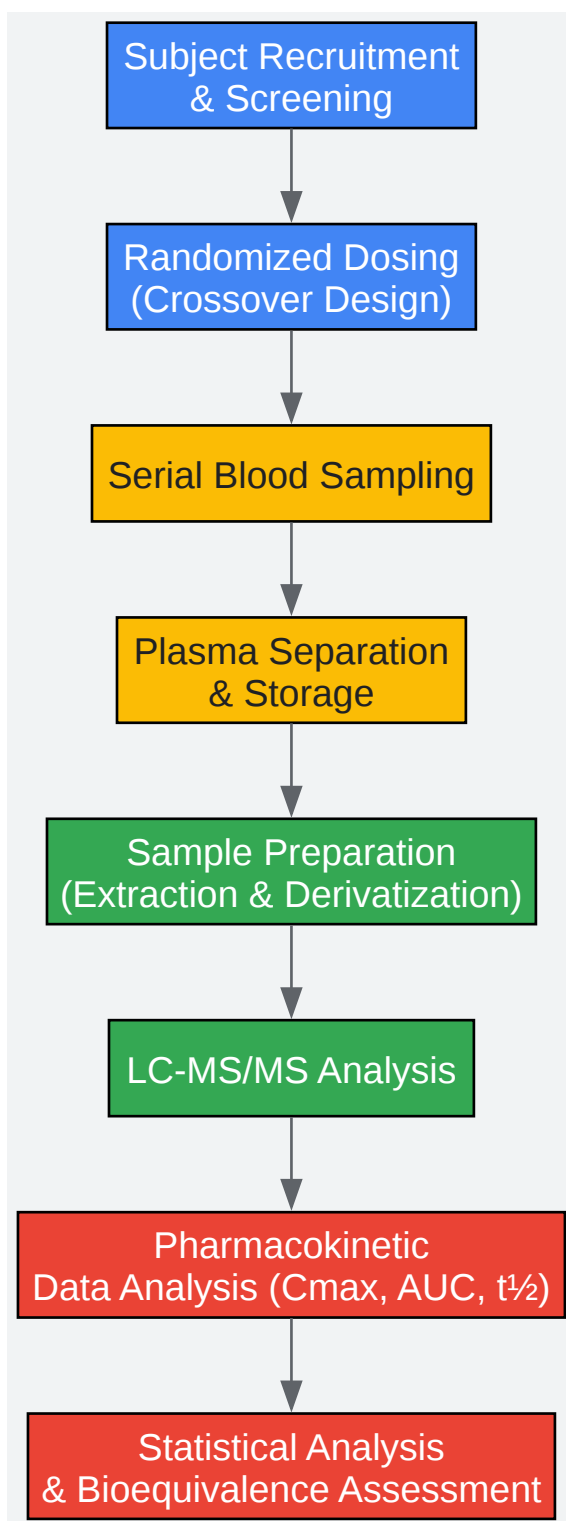 Subject Recruitment
& Screening
Randomized Dosing
(Crossover Design)
Serial Blood Sampling
Plasma Separation
& Storage
Sample Preparation
(Extraction & Derivatization)
LC-MS/MS Analysis
Pharmacokinetic
Data Analysis (Cmax, AUC, t½)
Statistical Analysis
& Bioequivalence Assessment